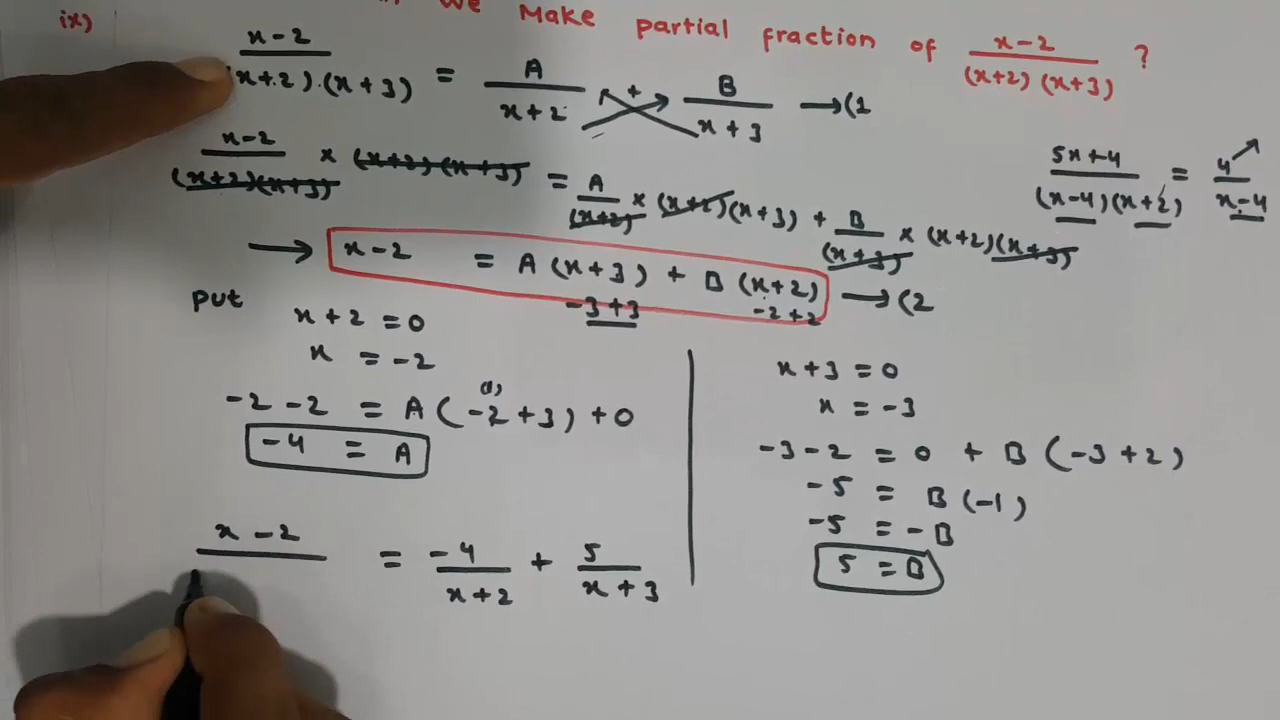 ix) we Make partial fraction of x-2/(x+2)(x+3) ?
x-2/(x+2).(x+3) = A/x+2 + B/x+3 →(1
x-2/(x+2)(x+3) × (x+2)(x+3) = A/(x+2) × (x+2)(x+3) + B/(x+3) × (x+2)(x+3)
5x+4/(x-4)(x+2) = 4/x-4
→ x-2 = A(x+3) + B(x+2) →(2
-3+3 -2+2
put
x+2 =0
x = -2
(1)
-2-2 = A(-2+3)+0
-4 = A
x+3 =0
x = -3
-3-2 = 0 + B(-3+2)
-5 = B(-1)
-5 = -B
5 = B
x-2 = -4/x+2 + 5/x+3